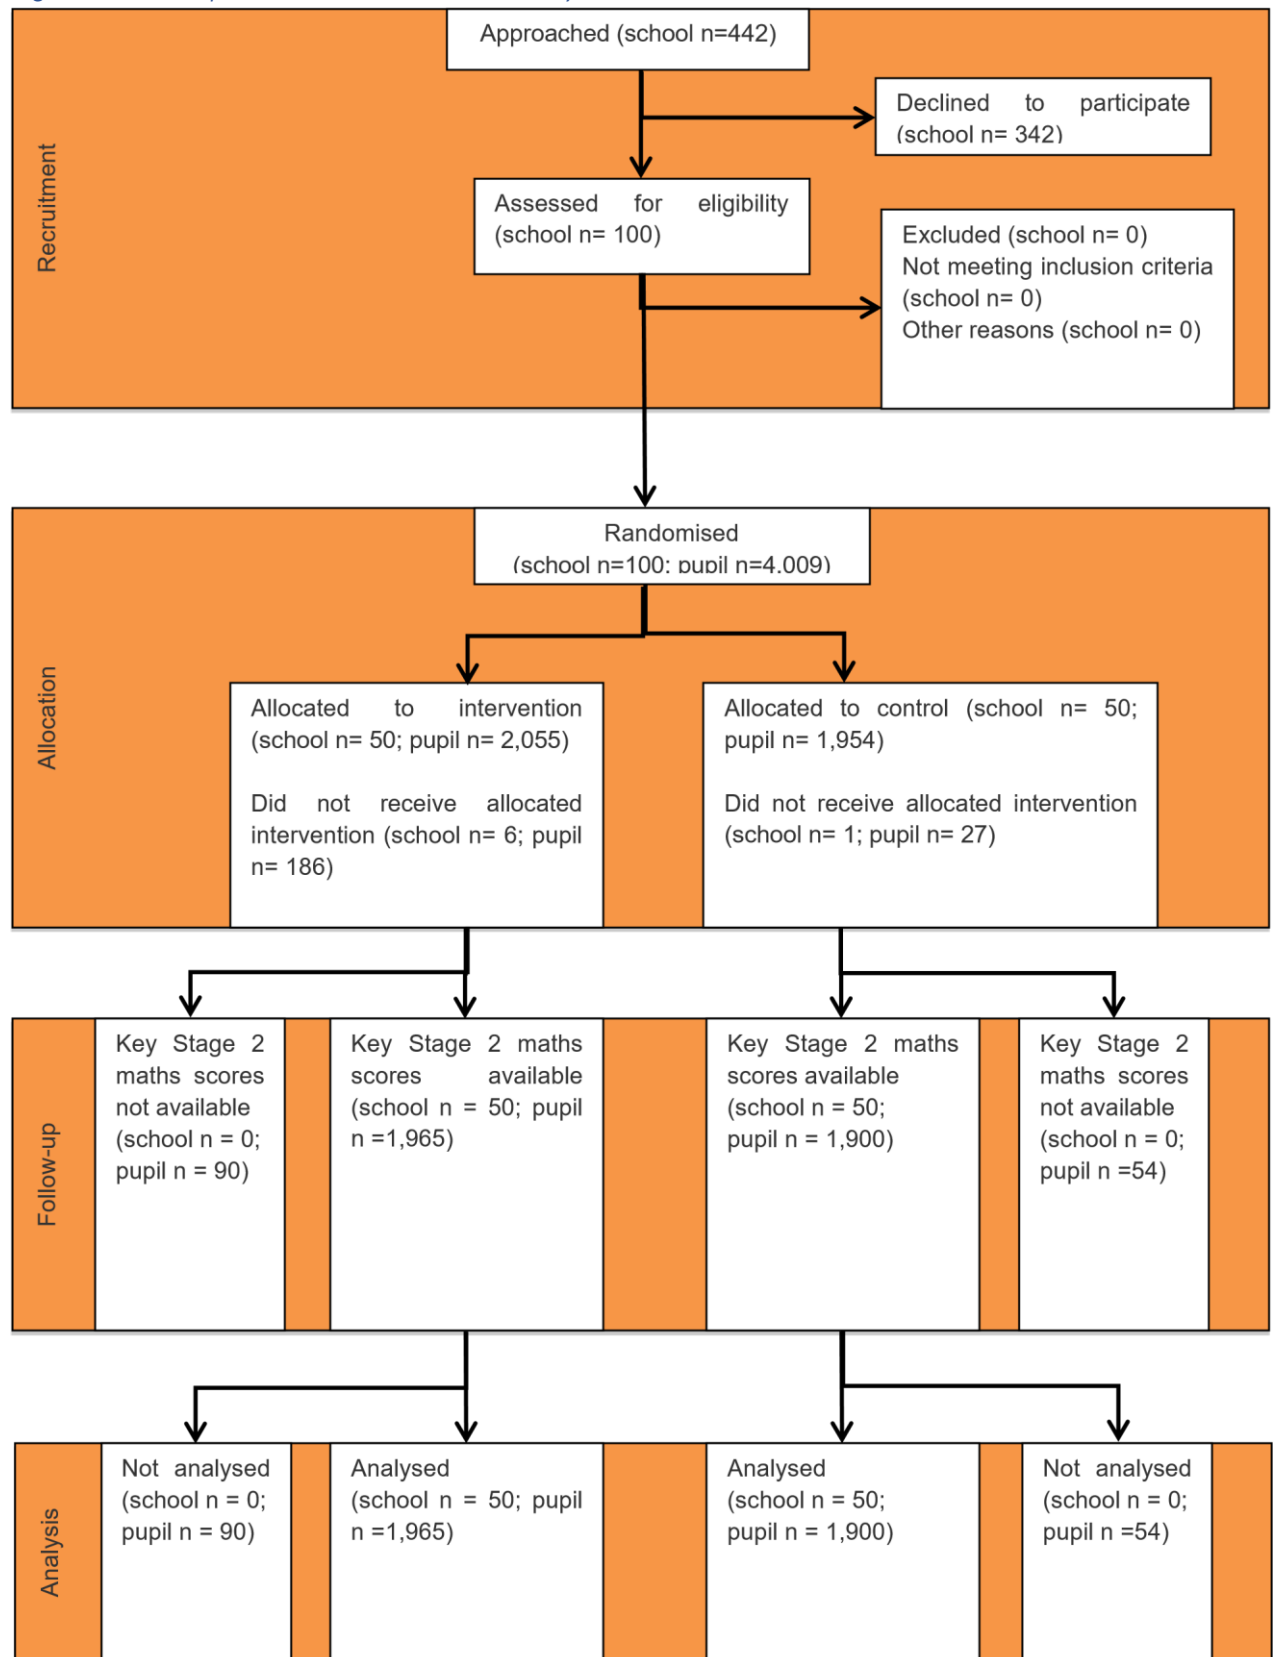 Approached (school n=442)
Declined to participate
(school n= 342)
Recruitment
Assessed for eligibility
(school n= 100)
Excluded (school n= 0)
Not meeting inclusion criteria
(school n= 0)
Other reasons (school n= 0)
Randomised
(school n=100; pupil n=4,009)
Allocation
Allocated to intervention
(school n= 50; pupil n= 2,055)
Did not receive allocated
intervention (school n= 6; pupil
n= 186)
Allocated to control (school n= 50;
pupil n= 1,954)
Did not receive allocated intervention
(school n= 1; pupil n= 27)
Follow-up
Key Stage 2
maths scores
not available
(school n = 0;
pupil n = 90)
Key Stage 2 maths
scores available
(school n = 50; pupil
n =1,965)
Key Stage 2 maths
scores available
(school n = 50;
pupil n = 1,900)
Key Stage 2
maths scores
not available
(school n = 0;
pupil n =54)
Analysis
Not analysed
(school n = 0;
pupil n = 90)
Analysed
(school n = 50; pupil
n =1,965)
Analysed
(school n = 50;
pupil n = 1,900)
Not analysed
(school n = 0;
pupil n =54)